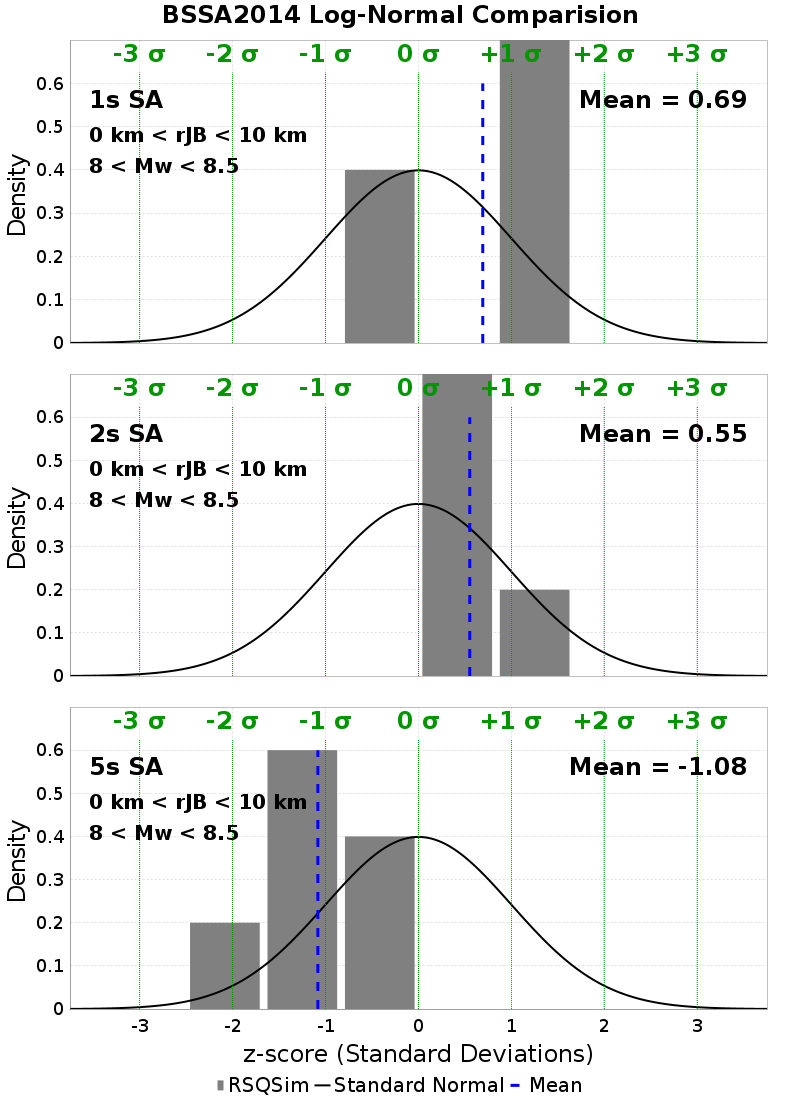 BSSA2014 Log-Normal Comparision
-3 σ -2 σ -1 σ 0 σ +1 σ +2 σ +3 σ
1s SA
Mean = 0.69
0 km < rJB < 10 km
8 < Mw < 8.5
0.6
0.5
0.4
0.3
0.2
0.1
0
Density
-3 σ -2 σ -1 σ 0 σ +1 σ +2 σ +3 σ
2s SA
Mean = 0.55
0 km < rJB < 10 km
8 < Mw < 8.5
0.6
0.5
0.4
0.3
0.2
0.1
0
Density
-3 σ -2 σ -1 σ 0 σ +1 σ +2 σ +3 σ
5s SA
Mean = -1.08
0 km < rJB < 10 km
8 < Mw < 8.5
0.6
0.5
0.4
0.3
0.2
0.1
0
Density
-3 -2 -1 0 1 2 3
z-score (Standard Deviations)
RSQSim Standard Normal Mean